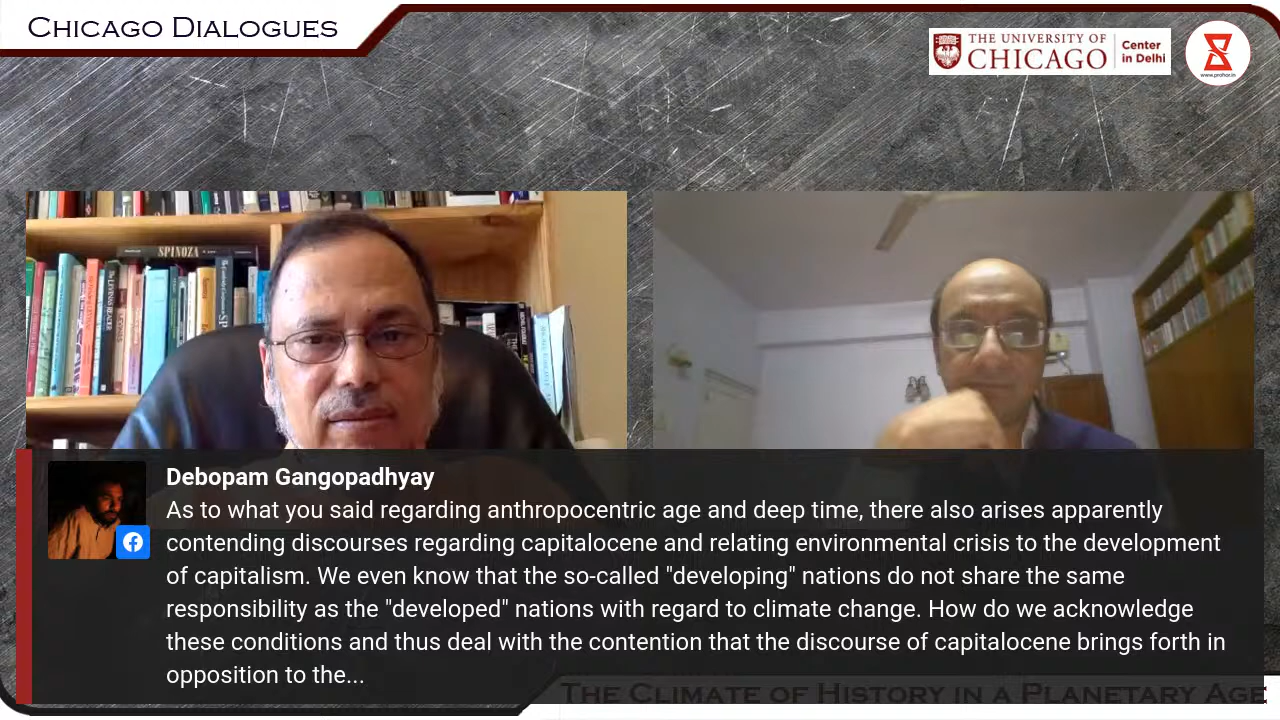 CHICAGO DIALOGUES
THE UNIVERSITY OF
CHICAGO
Center
in Delhi
www.prohor.in
SPINOZA
Debopam Gangopadhyay
As to what you said regarding anthropocentric age and deep time, there also arises apparently
contending discourses regarding capitalocene and relating environmental crisis to the development
of capitalism. We even know that the so-called "developing" nations do not share the same
responsibility as the "developed" nations with regard to climate change. How do we acknowledge
these conditions and thus deal with the contention that the discourse of capitalocene brings forth in
opposition to the...
THE CLIMATE OF HISTORY IN A PLANETARY AGE